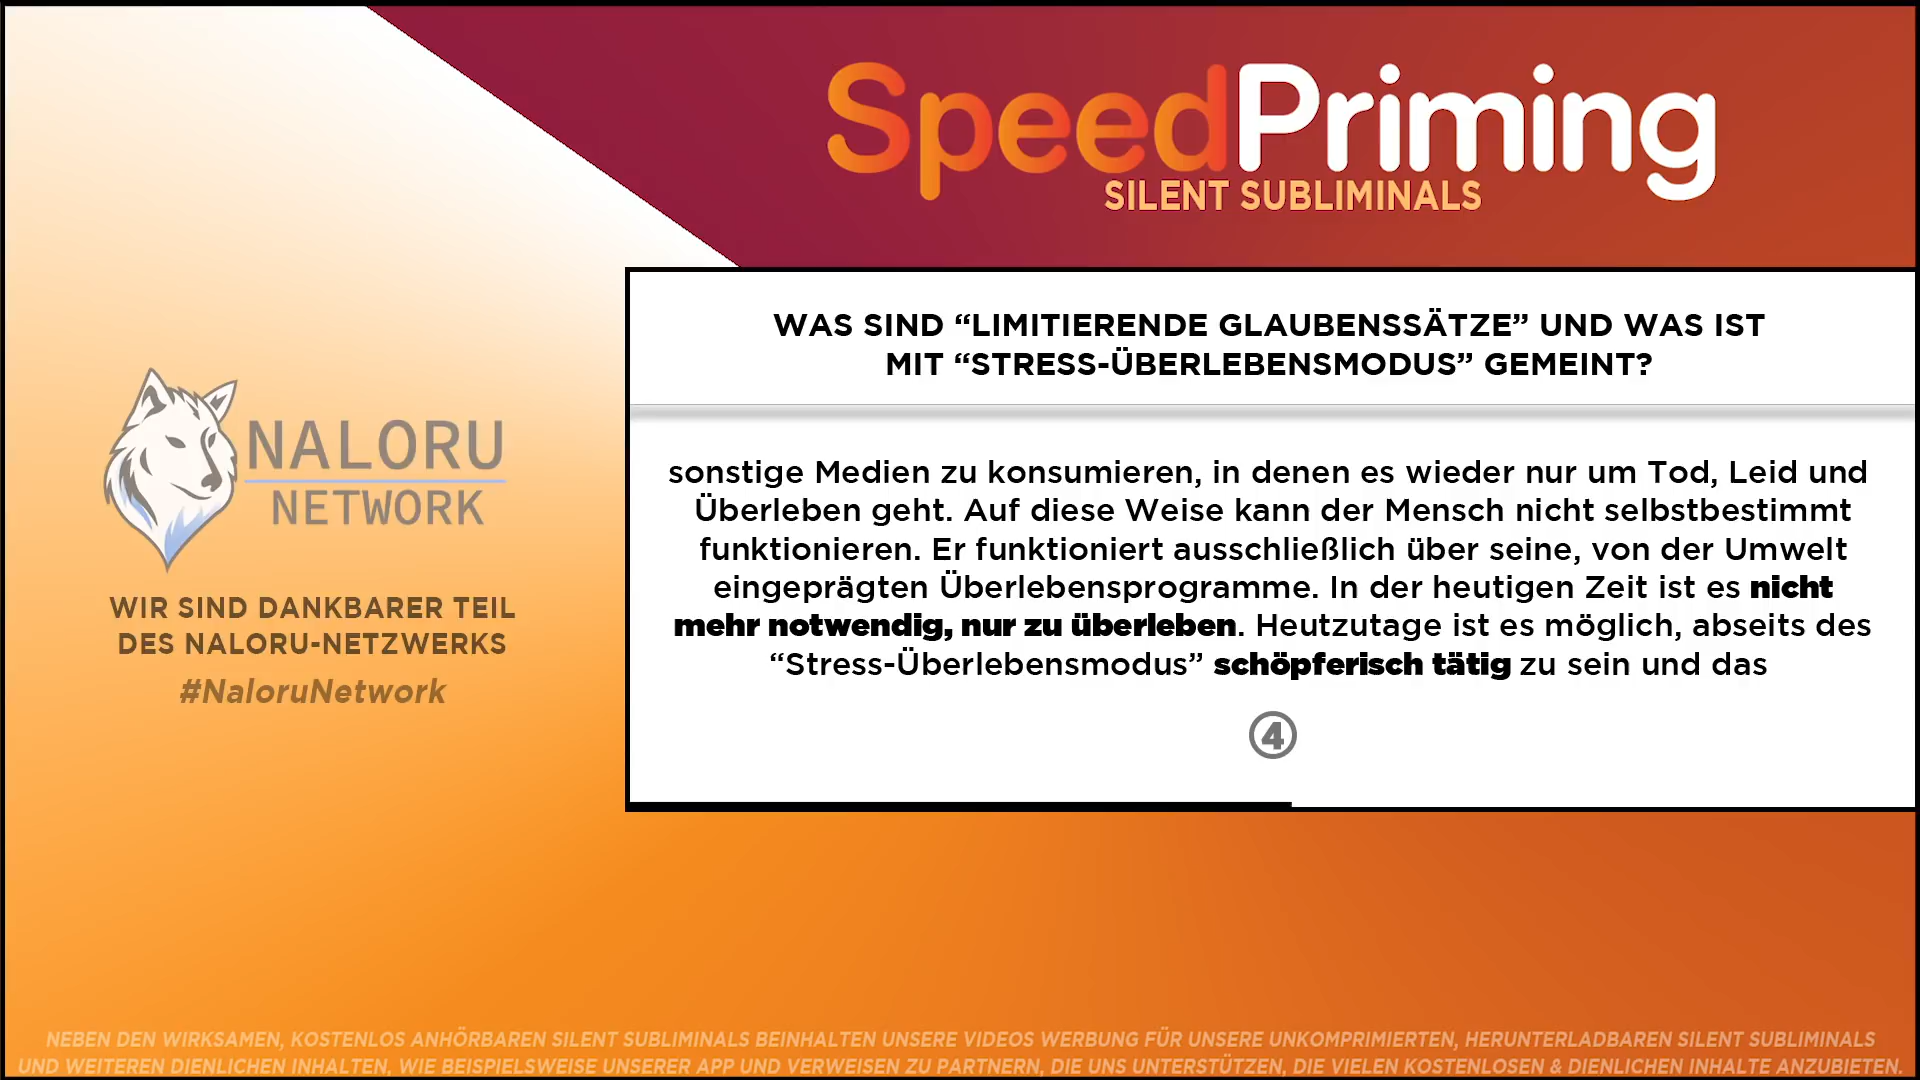 SpeedPriming
SILENT SUBLIMINALS
WAS SIND “LIMITIERENDE GLAUBENSSÄTZE” UND WAS IST
MIT “STRESS-ÜBERLEBENSMODUS” GEMEINT?
NALORU
NETWORK
WIR SIND DANKBARER TEIL
DES NALORU-NETZWERKS
#NaloruNetwork
sonstige Medien zu konsumieren, in denen es wieder nur um Tod, Leid und
Überleben geht. Auf diese Weise kann der Mensch nicht selbstbestimmt
funktionieren. Er funktioniert ausschließlich über seine, von der Umwelt
eingeprägten Überlebensprogramme. In der heutigen Zeit ist es nicht
mehr notwendig, nur zu überleben. Heutzutage ist es möglich, abseits des
“Stress-Überlebensmodus” schöpferisch tätig zu sein und das
4
NEBEN DEN WIRKSAMEN, KOSTENLOS ANHÖRBAREN SILENT SUBLIMINALS BEINHALTEN UNSERE VIDEOS WERBUNG FÜR UNSERE UNKOMPRIMIERTEN, HERUNTERLADBAREN SILENT SUBLIMINALS
UND WEITEREN DIENLICHEN INHALTEN, WIE BEISPIELSWEISE UNSERER APP UND VERWEISEN ZU PARTNERN, DIE UNS UNTERSTÜTZEN, DIE VIELEN KOSTENLOSEN & DIENLICHEN INHALTE ANZUBIETEN.